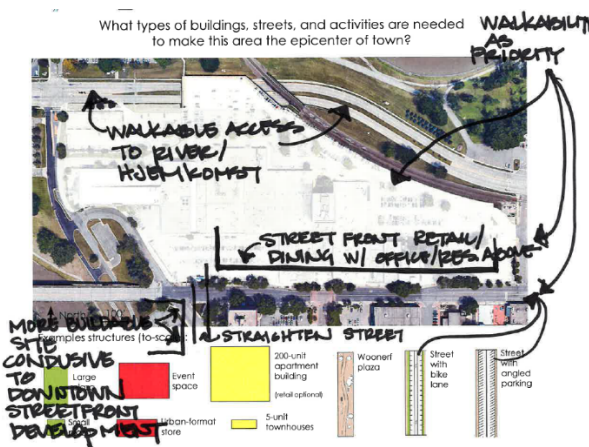 What types of buildings, streets, and activities are needed
to make this area the epicenter of town?
WALKABILITY
AS
PRIORITY
WALKABLE ACCESS
TO RIVER/
HJEMKOMST
STREET FRONT RETAIL/
DINING W/ OFFICE/RES. ABOVE
North
100
STRAIGHTEN STREET
MORE BUILDABLE
SITE
CONDUSIVE
TO
DOWNTOWN
STREETFRONT
DEVELOPMENT
Examples structures (to-scale):
Large
Small
Event
space
Urban-format
store
200-unit
apartment
building
(retail optional)
5-unit
townhouses
Woonerf
plaza
Street
with
bike
lane
Street
with
angled
parking